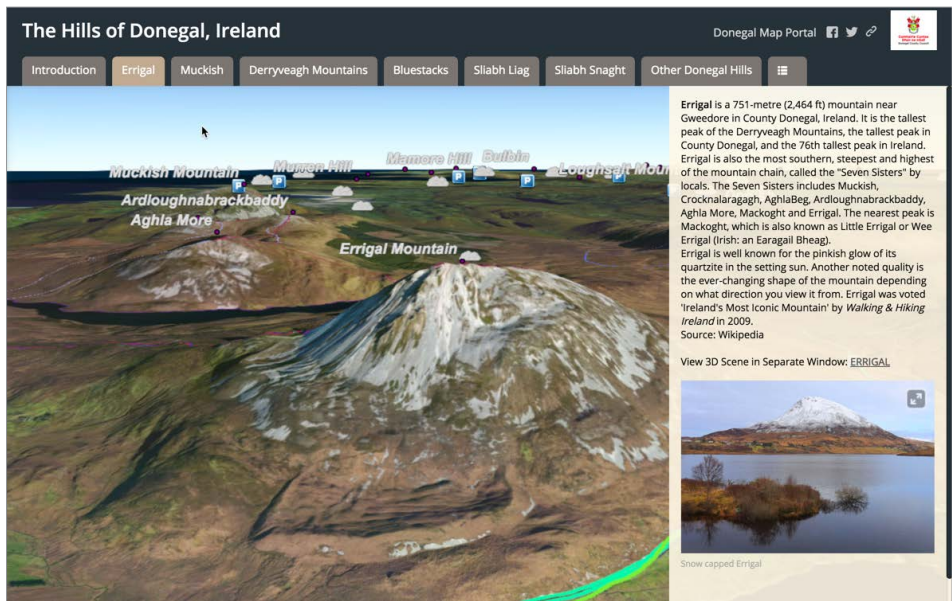 The Hills of Donegal, Ireland
Donegal Map Portal
Introduction
Errigal
Muckish
Derryveagh Mountains
Bluestacks
Sliabh Liag
Sliabh Snaght
Other Donegal Hills
Muckish Mountain
Murren Hill
Mamore Hill
Bulbin
Loughsalt Moun
Ardloughnabrackbaddy
Aghla More
Errigal Mountain
P
P
P
P
P
P
Errigal is a 751-metre (2,464 ft) mountain near
Gweedore in County Donegal, Ireland. It is the tallest
peak of the Derryveagh Mountains, the tallest peak in
County Donegal, and the 76th tallest peak in Ireland.
Errigal is also the most southern, steepest and highest
of the mountain chain, called the "Seven Sisters" by
locals. The Seven Sisters includes Muckish,
Crocknalaragagh, AghlaBeg, Ardloughnabrackbaddy,
Aghla More, Mackoght and Errigal. The nearest peak is
Mackoght, which is also known as Little Errigal or Wee
Errigal (Irish: an Earagail Bheag).
Errigal is well known for the pinkish glow of its
quartzite in the setting sun. Another noted quality is
the ever-changing shape of the mountain depending
on what direction you view it from. Errigal was voted
'Ireland's Most Iconic Mountain' by Walking & Hiking
Ireland in 2009.
Source: Wikipedia
View 3D Scene in Separate Window: ERRIGAL
Snow capped Errigal